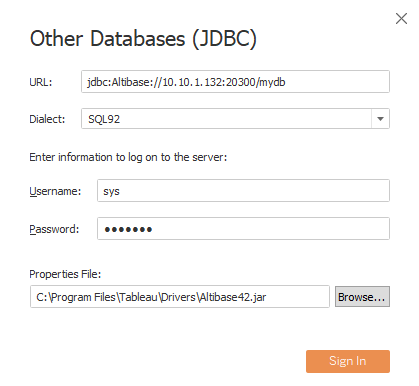 Other Databases (JDBC)
URL: jdbc:Altibase://10.10.1.132:20300/mydb
Dialect: SQL92
Enter information to log on to the server:
Username: sys
Password: •••••••
Properties File:
C:\Program Files\Tableau\Drivers\Altibase42.jar Browse...
Sign In